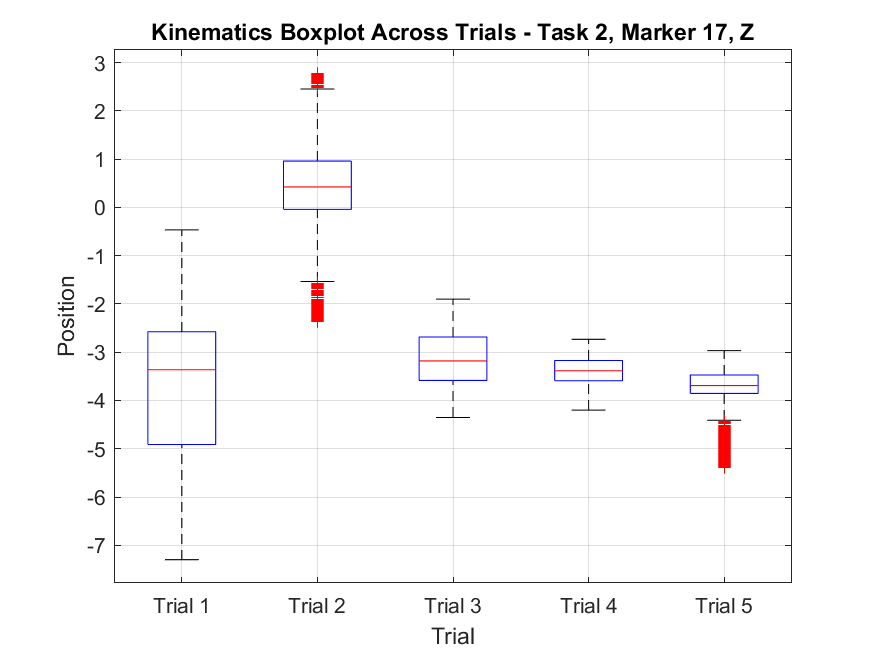 Kinematics Boxplot Across Trials - Task 2, Marker 17, Z
3
2
1
0
-1
-2
-3
-4
-5
-6
-7
Position
Trial 1 Trial 2 Trial 3 Trial 4 Trial 5
Trial